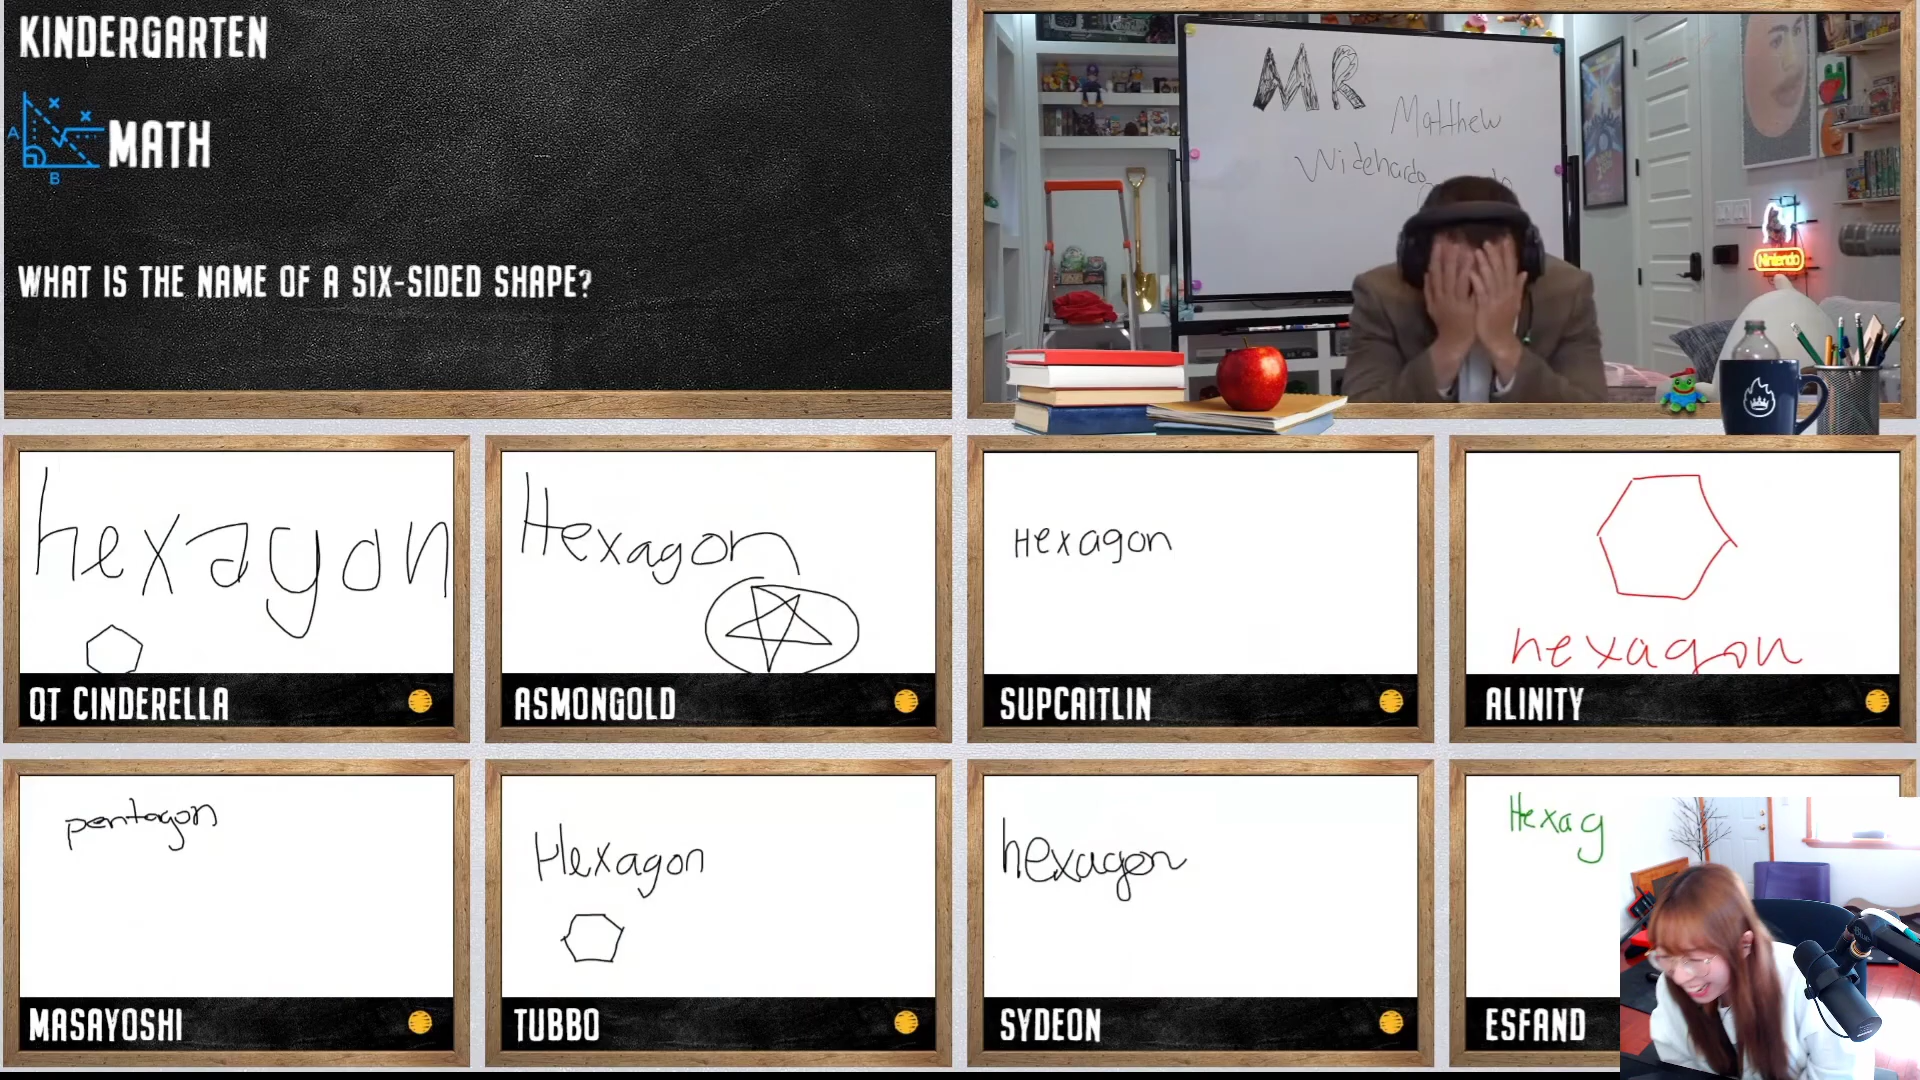 KINDERGARTEN
A
B
MATH
WHAT IS THE NAME OF A SIX-SIDED SHAPE?
MR
Matthew
Widehardo
Nintendo
hexagon
QT CINDERELLA
Hexagon
ASMONGOLD
Hexagon
SUPCAITLIN
hexagon
ALINITY
pentagon
MASAYOSHI
Hexagon
TUBBO
hexagon
SYDEON
Hexag
ESFAND